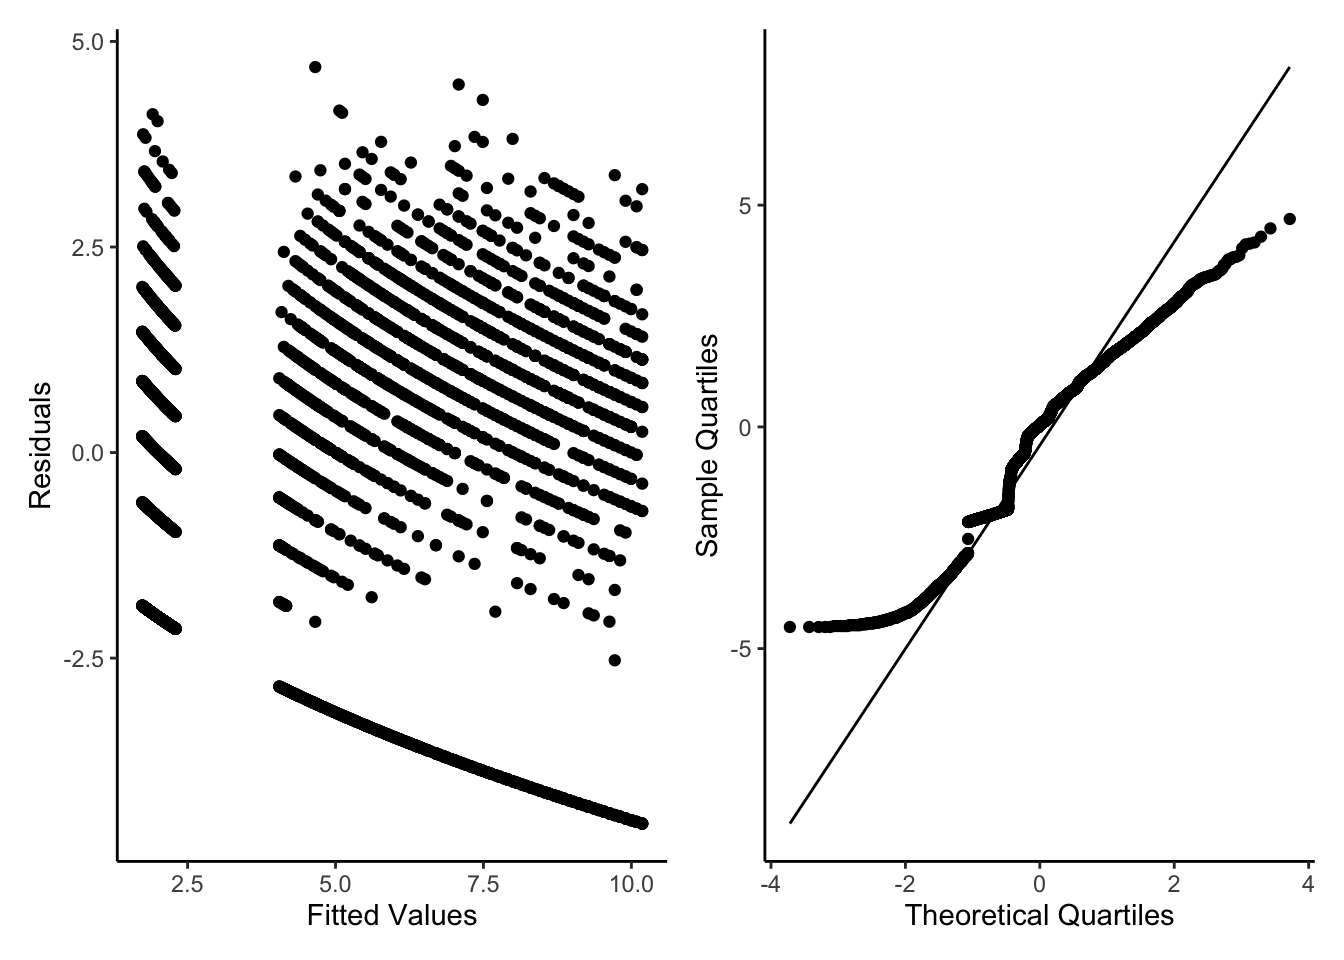 5.0
2.5
0.0
-2.5
Residuals
2.5 5.0 7.5 10.0
Fitted Values
5
0
-5
Sample Quartiles
-4 -2 0 2 4
Theoretical Quartiles